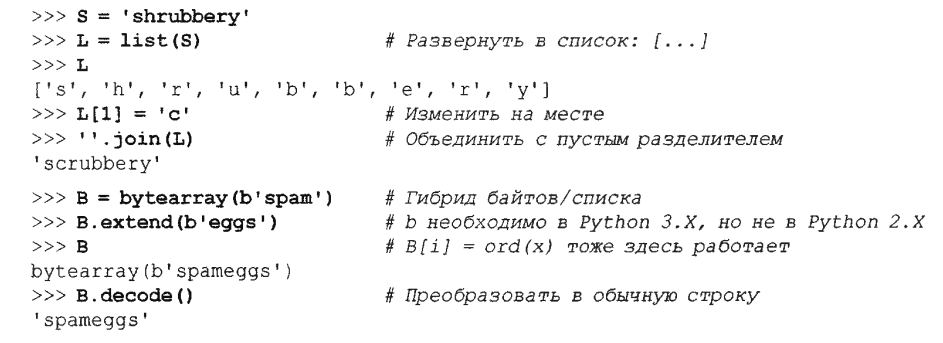 >>> S = 'shrubbery'
>>> L = list(S) # Развернуть в список: [...]
>>> L
['s', 'h', 'r', 'u', 'b', 'b', 'e', 'r', 'y']
>>> L[1] = 'c' # Изменить на месте
>>> ''.join(L) # Объединить с пустым разделителем
'scrubbery'
>>> B = bytearray(b'spam') # Гибрид байтов/списка
>>> B.extend(b'eggs') # b необходимо в Python 3.X, но не в Python 2.X
>>> B # B[i] = ord(x) тоже здесь работает
bytearray(b'spameggs')
>>> B.decode() # Преобразовать в обычную строку
'spameggs'